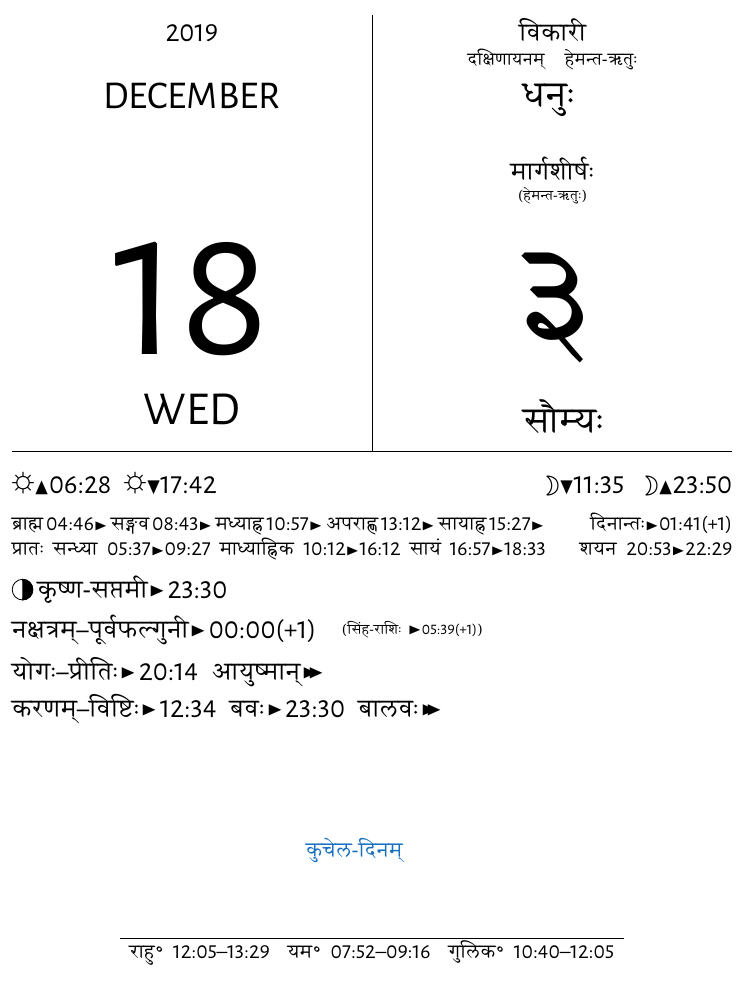 2019
DECEMBER
18
WED
विकारी
दक्षिणायनम् हेमन्त-ऋतुः
धनुः
मार्गशीर्षः
(हेमन्त-ऋतुः)
३
सौम्यः
☼▲06:28 ☼▼17:42 ☽▼11:35 ☽▲23:50
ब्राह्म 04:46► सङ्गव 08:43► मध्याह्न 10:57► अपराह्ण 13:12► सायाह्न 15:27► दिनान्तः►01:41(+1)
प्रातः सन्ध्या 05:37►09:27 माध्याह्निक 10:12►16:12 सायं 16:57►18:33 शयन 20:53►22:29
कृष्ण-सप्तमी►23:30
नक्षत्रम्–पूर्वफल्गुनी►00:00(+1) (सिंह-राशिः ►05:39(+1))
योगः–प्रीतिः►20:14 आयुष्मान्►►
करणम्–विष्टिः►12:34 बवः►23:30 बालवः►►
कुचेल-दिनम्
राहु° 12:05–13:29 यम° 07:52–09:16 गुलिक° 10:40–12:05